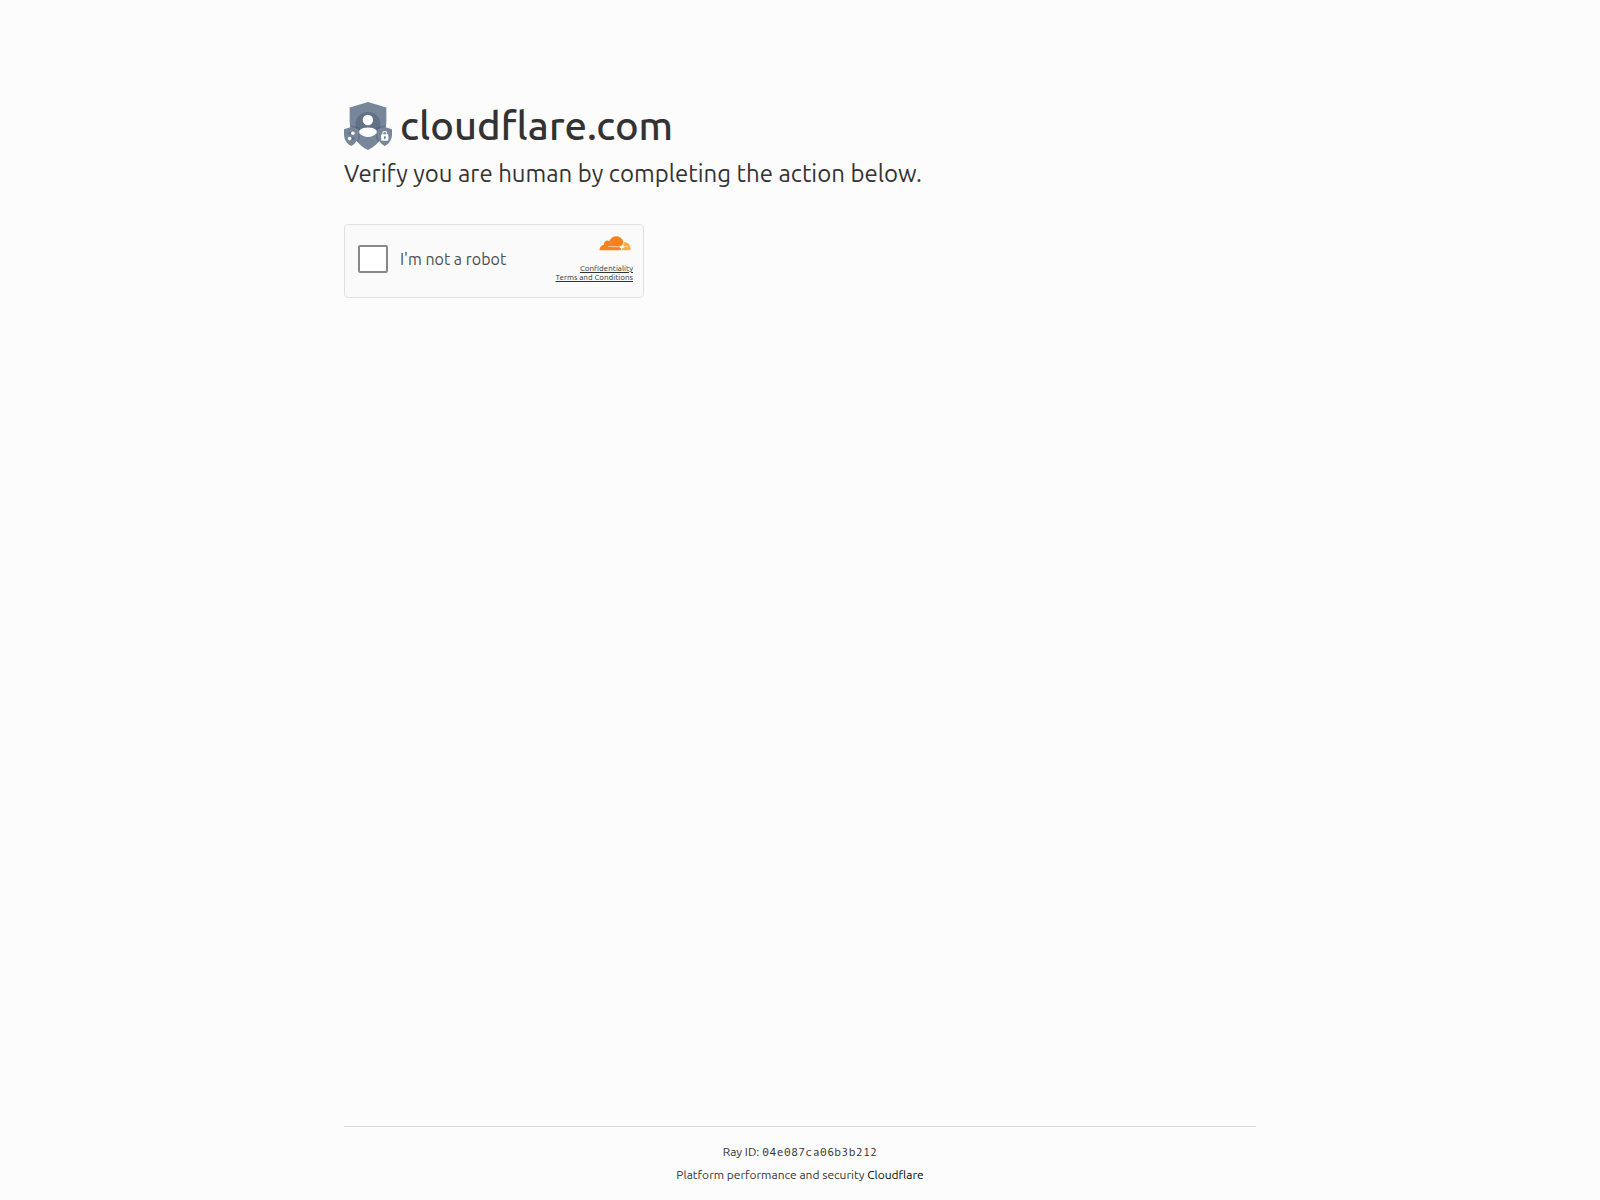 cloudflare.com
Verify you are human by completing the action below.
I'm not a robot
Confidentiality
Terms and Conditions
Ray ID: 04e087ca06b3b212
Platform performance and security Cloudflare